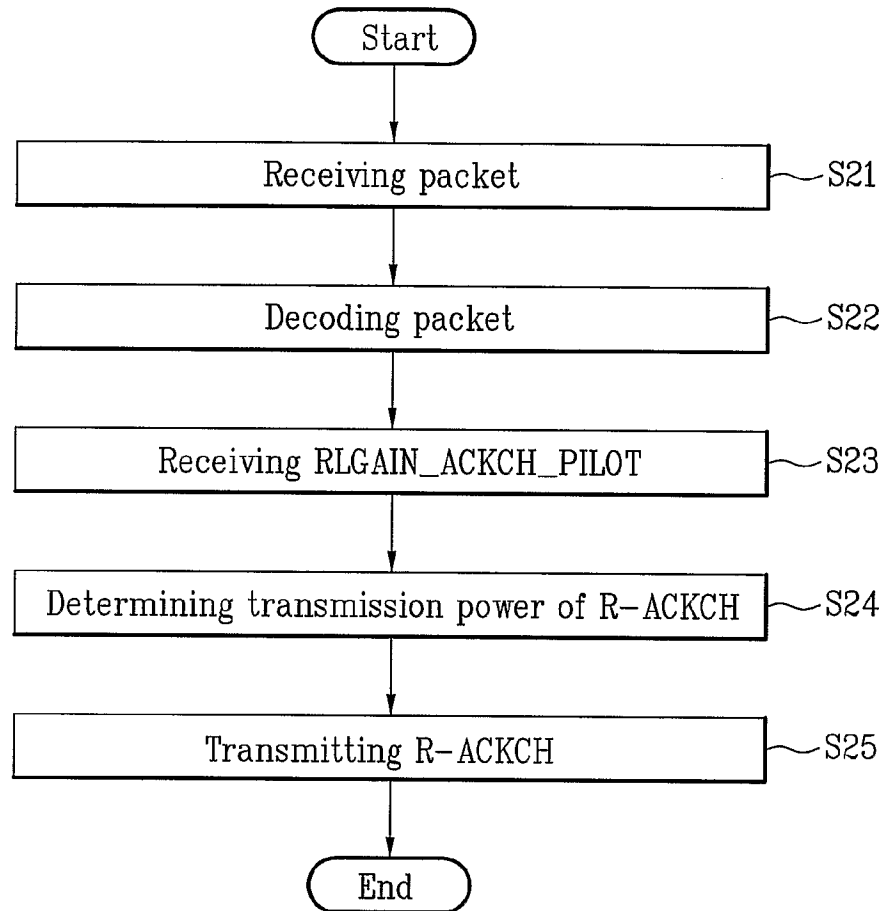 Start
Receiving packet
S21
Decoding packet
S22
Receiving RLGAIN_ACKCH_PILOT
S23
Determining transmission power of R-ACKCH
S24
Transmitting R-ACKCH
S25
End